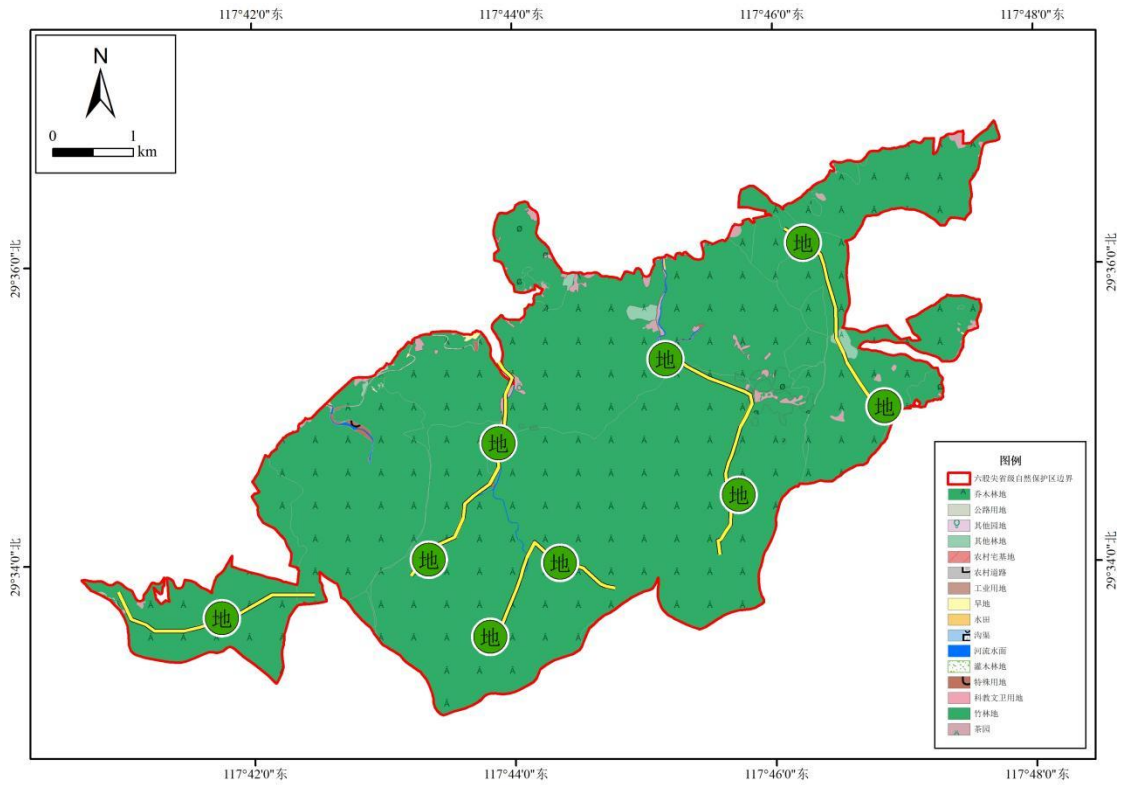 117°42'0"东
117°44'0"东
117°46'0"东
117°48'0"东
N
0 1
km
29°36'0"北
29°36'0"北
地
地
地
地
地
地
地
地
地
29°34'0"北
29°34'0"北
图例
六股尖省级自然保护区边界
乔木林地
公路用地
其他园地
其他林地
农村宅基地
农村道路
工业用地
旱地
水田
沟渠
河流水面
灌木林地
特殊用地
科教文卫用地
竹林地
茶园
117°42'0"东
117°44'0"东
117°46'0"东
117°48'0"东